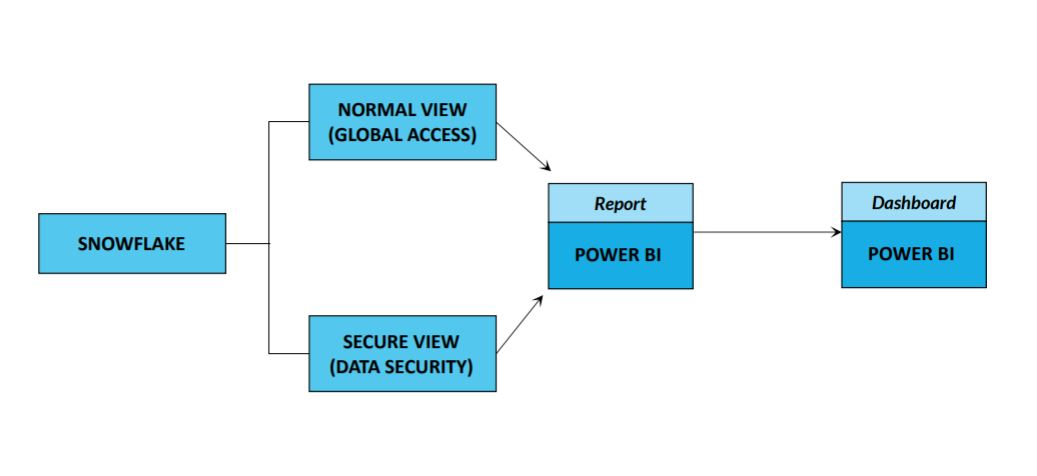 SNOWFLAKE
NORMAL VIEW
(GLOBAL ACCESS)
SECURE VIEW
(DATA SECURITY)
Report
POWER BI
Dashboard
POWER BI